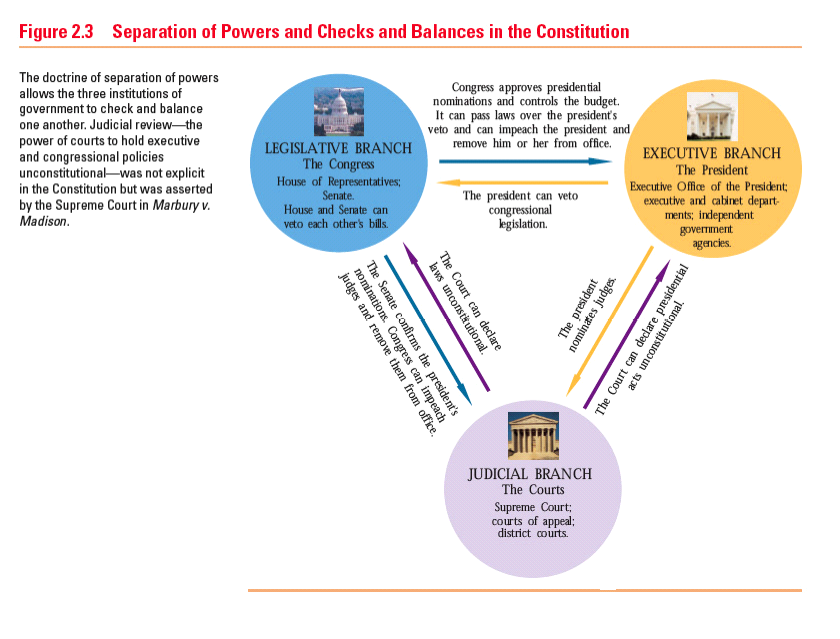 Figure 2.3 Separation of Powers and Checks and Balances in the Constitution
The doctrine of separation of powers
allows the three institutions of
government to check and balance
one another. Judicial review—the
power of courts to hold executive
and congressional policies
unconstitutional—was not explicit
in the Constitution but was asserted
by the Supreme Court in Marbury v.
Madison.
LEGISLATIVE BRANCH
The Congress
House of Representatives;
Senate.
House and Senate can
veto each other's bills.
Congress approves presidential
nominations and controls the budget.
It can pass laws over the president's
veto and can impeach the president and
remove him or her from office.
The president can veto
congressional
legislation.
EXECUTIVE BRANCH
The President
Executive Office of the President;
executive and cabinet depart-
ments; independent
government
agencies.
The Senate confirms the president's
nominations. Congress can impeach
judges and remove them from office.
The Court can declare
laws unconstitutional.
The president
nominates judges.
The Court can declare presidential
acts unconstitutional.
JUDICIAL BRANCH
The Courts
Supreme Court;
courts of appeal;
district courts.